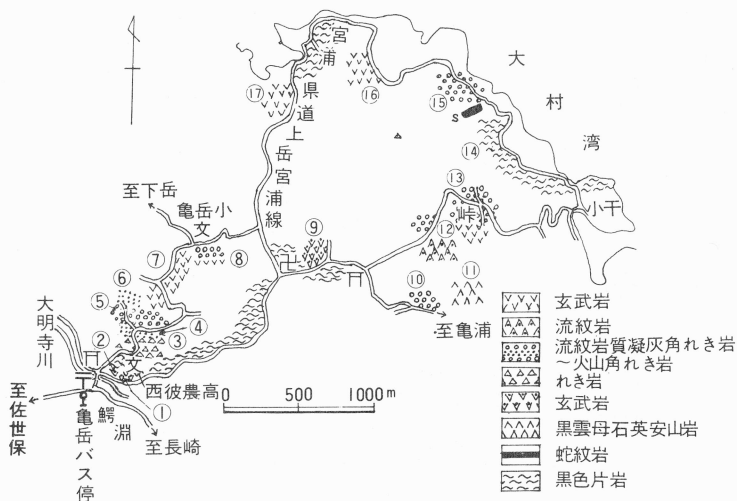 宮浦
県道上岳宮浦線
大村湾
小干
峠
至下岳
亀岳小
文
卍
至亀浦
大明寺川
文
西彼農高
至佐世保
亀岳バス停
鰐淵
至長崎
S
①
②
③
④
⑤
⑥
⑦
⑧
⑨
⑩
⑪
⑫
⑬
⑭
⑮
⑯
⑰
0 500 1000m
玄武岩
流紋岩
流紋岩質凝灰角れき岩
~火山角れき岩
れき岩
玄武岩
黒雲母石英安山岩
蛇紋岩
黒色片岩